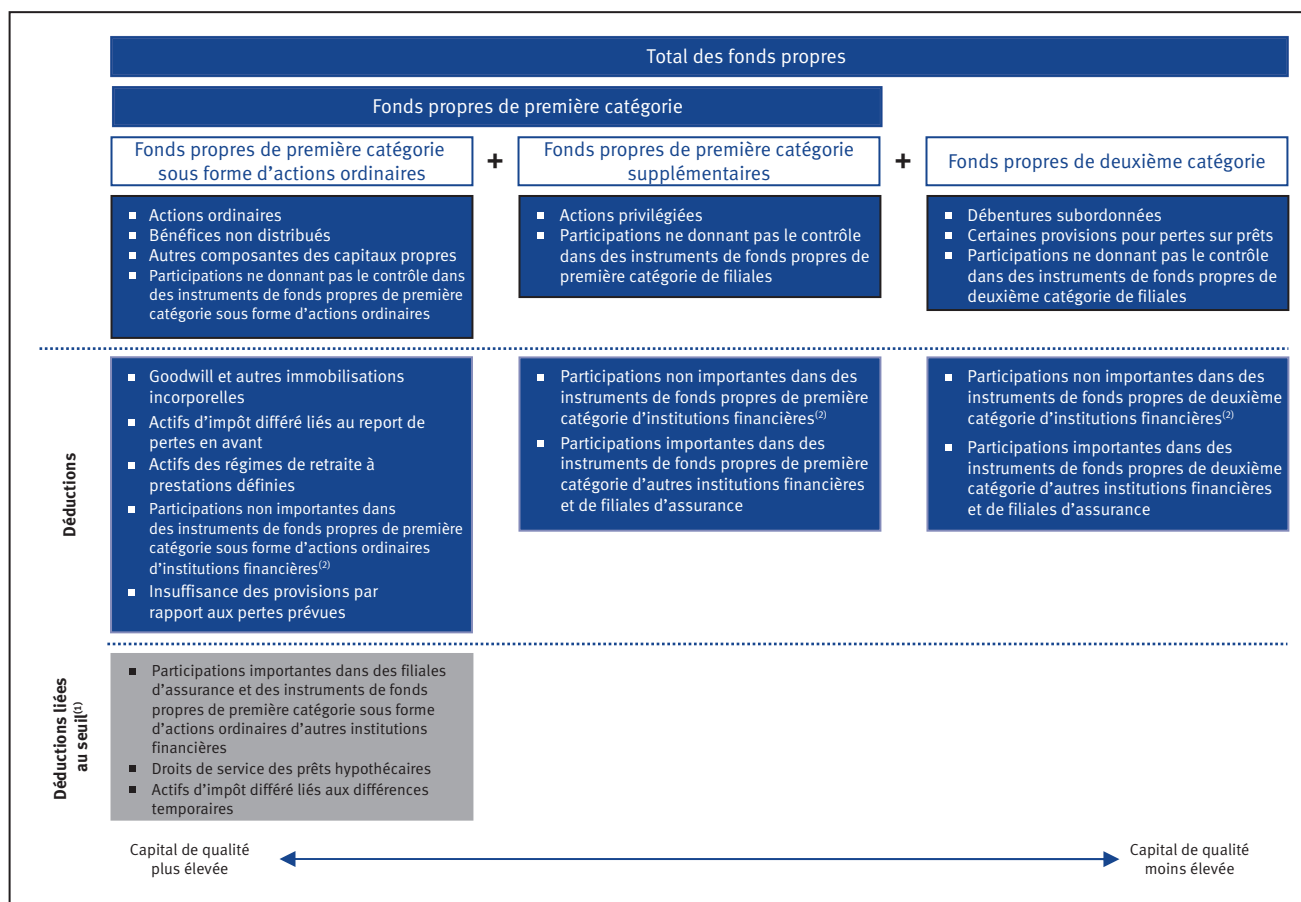 Total des fonds propres
Fonds propres de première catégorie
Fonds propres de première catégorie
sous forme d'actions ordinaires
+
Fonds propres de première catégorie
supplémentaires
+
Fonds propres de deuxième catégorie
▪ Actions ordinaires
▪ Bénéfices non distribués
▪ Autres composantes des capitaux propres
▪ Participations ne donnant pas le contrôle dans
des instruments de fonds propres de première
catégorie sous forme d'actions ordinaires
▪ Actions privilégiées
▪ Participations ne donnant pas le contrôle
dans des instruments de fonds propres de
première catégorie de filiales
▪ Débentures subordonnées
▪ Certaines provisions pour pertes sur prêts
▪ Participations ne donnant pas le contrôle
dans des instruments de fonds propres de
deuxième catégorie de filiales
Déductions
▪ Goodwill et autres immobilisations
incorporelles
▪ Actifs d'impôt différé liés au report de
pertes en avant
▪ Actifs des régimes de retraite à
prestations définies
▪ Participations non importantes dans
des instruments de fonds propres de première
catégorie sous forme d'actions ordinaires
d'institutions financières(2)
▪ Insuffisance des provisions par
rapport aux pertes prévues
▪ Participations non importantes dans des
instruments de fonds propres de première
catégorie d'institutions financières(2)
▪ Participations importantes dans des
instruments de fonds propres de première
catégorie d'autres institutions financières
et de filiales d'assurance
▪ Participations non importantes dans des
instruments de fonds propres de deuxième
catégorie d'institutions financières(2)
▪ Participations importantes dans des
instruments de fonds propres de deuxième
catégorie d'autres institutions financières
et de filiales d'assurance
Déductions liées
au seuil(1)
▪ Participations importantes dans des filiales
d'assurance et des instruments de fonds
propres de première catégorie sous forme
d'actions ordinaires d'autres institutions
financières
▪ Droits de service des prêts hypothécaires
▪ Actifs d'impôt différé liés aux différences
temporaires
Capital de qualité
plus élevée
Capital de qualité
moins élevée